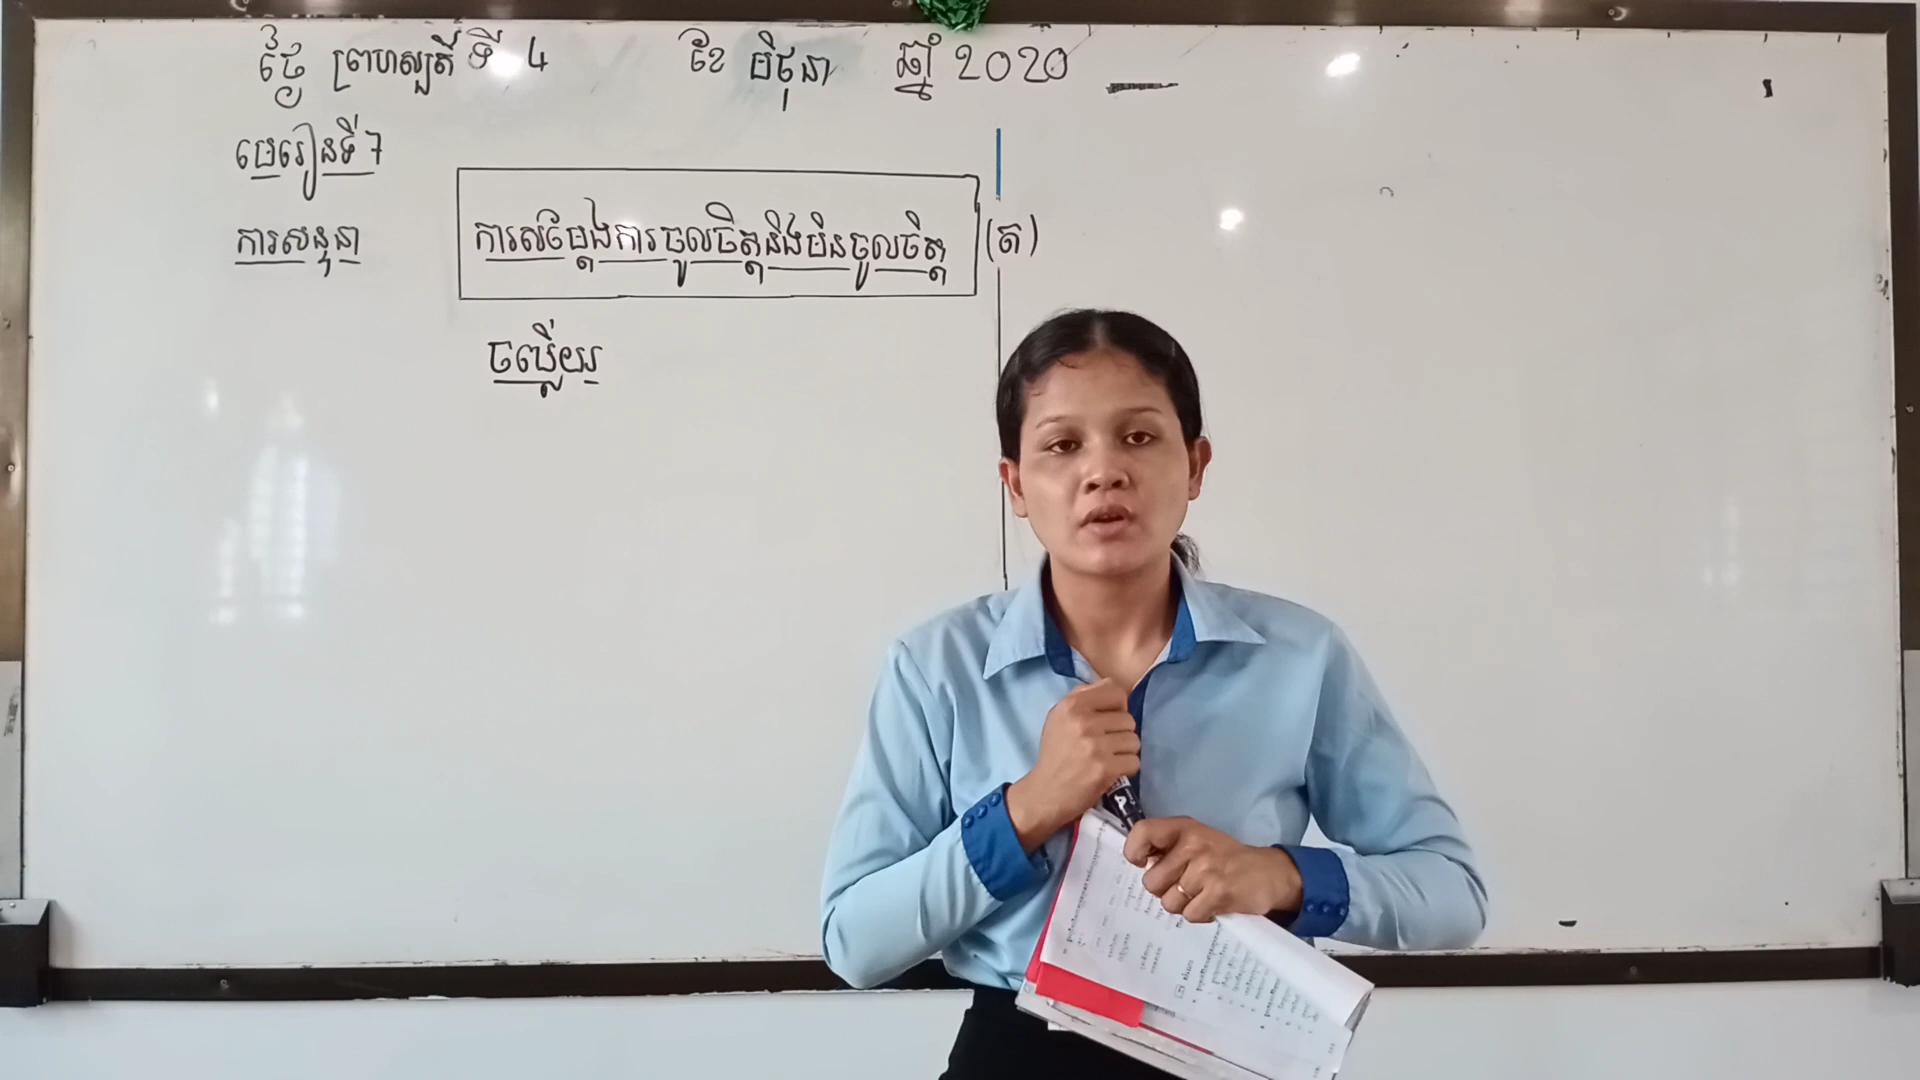 ថ្ងៃ ព្រហស្បតិ៍ ទី 4 ខែ មិថុនា ឆ្នាំ 2020
មេរៀនទី7
ការសន្ទនា ការសម្ដែងការចូលចិត្តនិងមិនចូលចិត្ត (ត)
ចម្លើយ